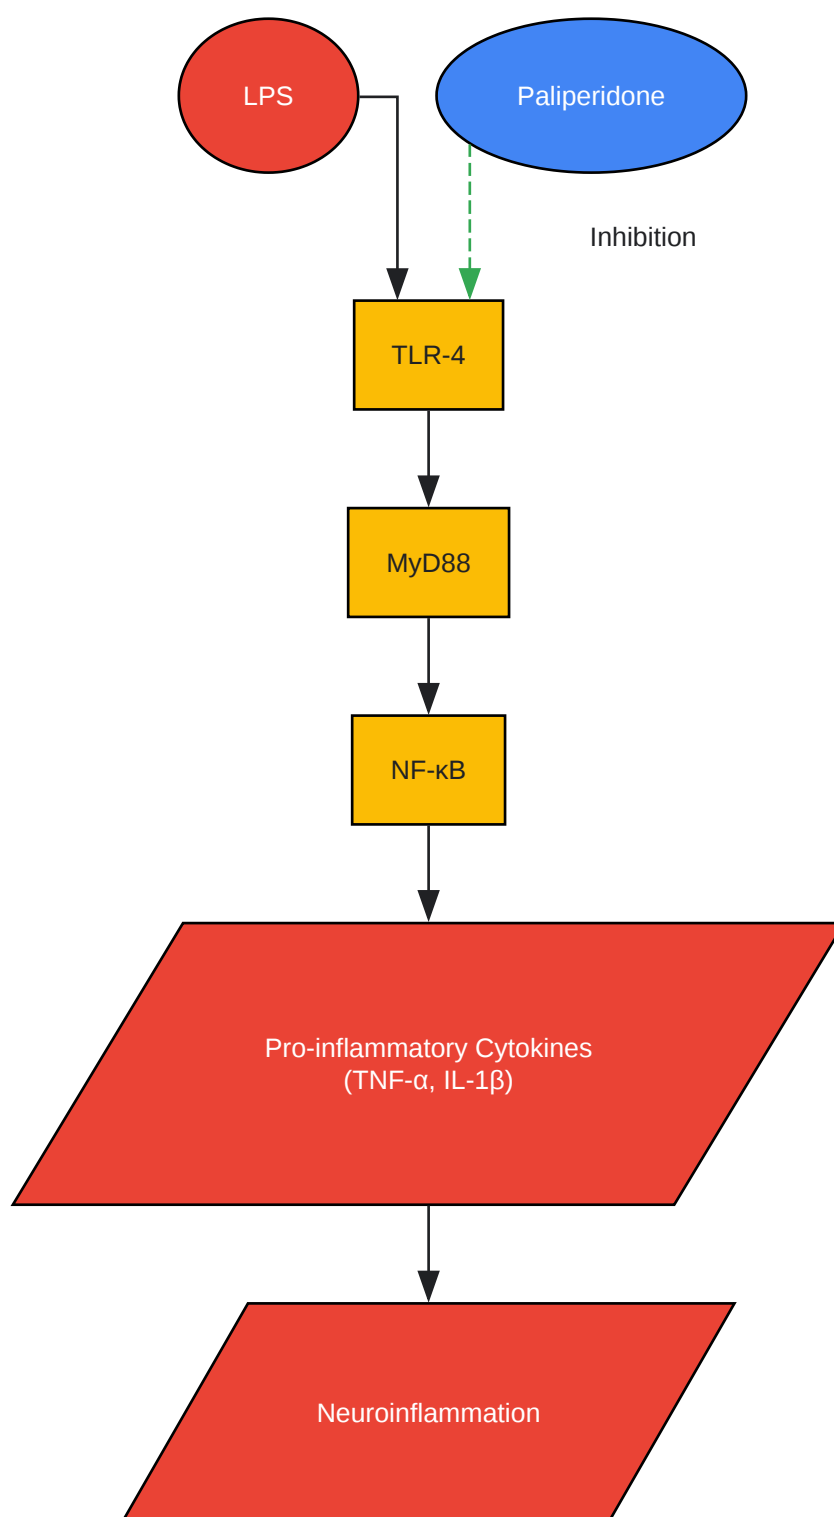 LPS
Paliperidone
Inhibition
TLR-4
MyD88
NF-κB
Pro-inflammatory Cytokines
(TNF-α, IL-1β)
Neuroinflammation